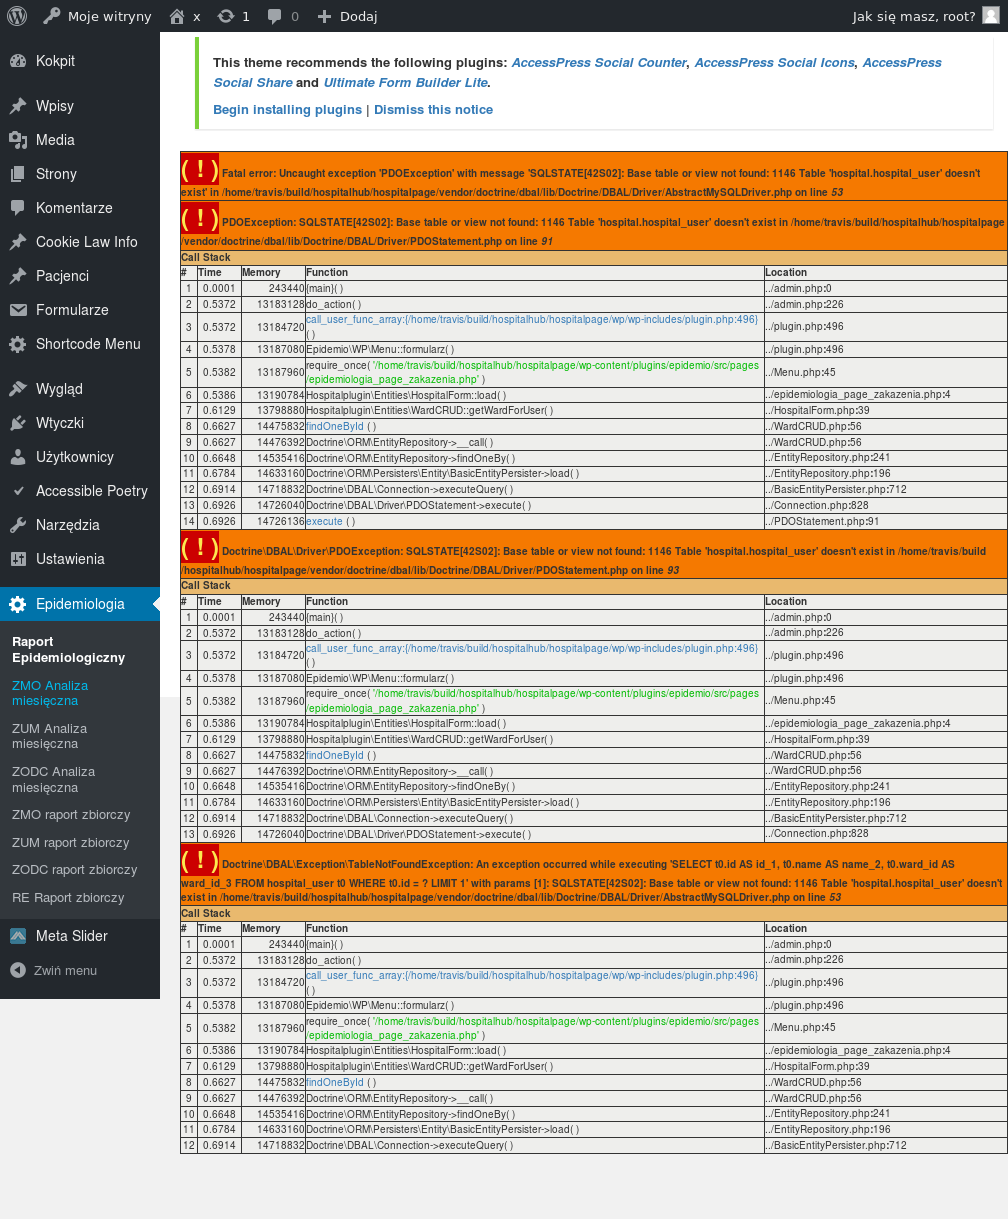 Moje witryny x 1 0 Dodaj Jak się masz, root?
Kokpit
Wpisy
Media
Strony
Komentarze
Cookie Law Info
Pacjenci
Formularze
Shortcode Menu
Wygląd
Wtyczki
Użytkownicy
Accessible Poetry
Narzędzia
Ustawienia
Epidemiologia
Raport
Epidemiologiczny
ZMO Analiza
miesięczna
ZUM Analiza
miesięczna
ZODC Analiza
miesięczna
ZMO raport zbiorczy
ZUM raport zbiorczy
ZODC raport zbiorczy
RE Raport zbiorczy
Meta Slider
Zwiń menu
This theme recommends the following plugins: AccessPress Social Counter, AccessPress Social Icons, AccessPress
Social Share and Ultimate Form Builder Lite.
Begin installing plugins | Dismiss this notice
( ! ) Fatal error: Uncaught exception 'PDOException' with message 'SQLSTATE[42S02]: Base table or view not found: 1146 Table 'hospital.hospital_user' doesn't
exist' in /home/travis/build/hospitalhub/hospitalpage/vendor/doctrine/dbal/lib/Doctrine/DBAL/Driver/AbstractMySQLDriver.php on line 53
( ! ) PDOException: SQLSTATE[42S02]: Base table or view not found: 1146 Table 'hospital.hospital_user' doesn't exist in /home/travis/build/hospitalhub/hospitalpage
/vendor/doctrine/dbal/lib/Doctrine/DBAL/Driver/PDOStatement.php on line 91
Call Stack
# Time Memory Function Location
1 0.0001 243440 {main}( ) ../admin.php:0
2 0.5372 13183128 do_action( ) ../admin.php:226
3 0.5372 13184720 call_user_func_array:{/home/travis/build/hospitalhub/hospitalpage/wp/wp-includes/plugin.php:496}
( ) ../plugin.php:496
4 0.5378 13187080 Epidemio\WP\Menu::formularz( ) ../plugin.php:496
5 0.5382 13187960 require_once( '/home/travis/build/hospitalhub/hospitalpage/wp-content/plugins/epidemio/src/pages
/epidemiologia_page_zakazenia.php' ) ../Menu.php:45
6 0.5386 13190784 Hospitalplugin\Entities\HospitalForm::load( ) ../epidemiologia_page_zakazenia.php:4
7 0.6129 13798880 Hospitalplugin\Entities\WardCRUD::getWardForUser( ) ../HospitalForm.php:39
8 0.6627 14475832 findOneById ( ) ../WardCRUD.php:56
9 0.6627 14476392 Doctrine\ORM\EntityRepository->__call( ) ../WardCRUD.php:56
10 0.6648 14535416 Doctrine\ORM\EntityRepository->findOneBy( ) ../EntityRepository.php:241
11 0.6784 14633160 Doctrine\ORM\Persisters\Entity\BasicEntityPersister->load( ) ../EntityRepository.php:196
12 0.6914 14718832 Doctrine\DBAL\Connection->executeQuery( ) ../BasicEntityPersister.php:712
13 0.6926 14726040 Doctrine\DBAL\Driver\PDOStatement->execute( ) ../Connection.php:828
14 0.6926 14726136 execute ( ) ../PDOStatement.php:91
( ! ) Doctrine\DBAL\Driver\PDOException: SQLSTATE[42S02]: Base table or view not found: 1146 Table 'hospital.hospital_user' doesn't exist in /home/travis/build
/hospitalhub/hospitalpage/vendor/doctrine/dbal/lib/Doctrine/DBAL/Driver/PDOStatement.php on line 93
Call Stack
# Time Memory Function Location
1 0.0001 243440 {main}( ) ../admin.php:0
2 0.5372 13183128 do_action( ) ../admin.php:226
3 0.5372 13184720 call_user_func_array:{/home/travis/build/hospitalhub/hospitalpage/wp/wp-includes/plugin.php:496}
( ) ../plugin.php:496
4 0.5378 13187080 Epidemio\WP\Menu::formularz( ) ../plugin.php:496
5 0.5382 13187960 require_once( '/home/travis/build/hospitalhub/hospitalpage/wp-content/plugins/epidemio/src/pages
/epidemiologia_page_zakazenia.php' ) ../Menu.php:45
6 0.5386 13190784 Hospitalplugin\Entities\HospitalForm::load( ) ../epidemiologia_page_zakazenia.php:4
7 0.6129 13798880 Hospitalplugin\Entities\WardCRUD::getWardForUser( ) ../HospitalForm.php:39
8 0.6627 14475832 findOneById ( ) ../WardCRUD.php:56
9 0.6627 14476392 Doctrine\ORM\EntityRepository->__call( ) ../WardCRUD.php:56
10 0.6648 14535416 Doctrine\ORM\EntityRepository->findOneBy( ) ../EntityRepository.php:241
11 0.6784 14633160 Doctrine\ORM\Persisters\Entity\BasicEntityPersister->load( ) ../EntityRepository.php:196
12 0.6914 14718832 Doctrine\DBAL\Connection->executeQuery( ) ../BasicEntityPersister.php:712
13 0.6926 14726040 Doctrine\DBAL\Driver\PDOStatement->execute( ) ../Connection.php:828
( ! ) Doctrine\DBAL\Exception\TableNotFoundException: An exception occurred while executing 'SELECT t0.id AS id_1, t0.name AS name_2, t0.ward_id AS
ward_id_3 FROM hospital_user t0 WHERE t0.id = ? LIMIT 1' with params [1]: SQLSTATE[42S02]: Base table or view not found: 1146 Table 'hospital.hospital_user' doesn't
exist in /home/travis/build/hospitalhub/hospitalpage/vendor/doctrine/dbal/lib/Doctrine/DBAL/Driver/AbstractMySQLDriver.php on line 53
Call Stack
# Time Memory Function Location
1 0.0001 243440 {main}( ) ../admin.php:0
2 0.5372 13183128 do_action( ) ../admin.php:226
3 0.5372 13184720 call_user_func_array:{/home/travis/build/hospitalhub/hospitalpage/wp/wp-includes/plugin.php:496}
( ) ../plugin.php:496
4 0.5378 13187080 Epidemio\WP\Menu::formularz( ) ../plugin.php:496
5 0.5382 13187960 require_once( '/home/travis/build/hospitalhub/hospitalpage/wp-content/plugins/epidemio/src/pages
/epidemiologia_page_zakazenia.php' ) ../Menu.php:45
6 0.5386 13190784 Hospitalplugin\Entities\HospitalForm::load( ) ../epidemiologia_page_zakazenia.php:4
7 0.6129 13798880 Hospitalplugin\Entities\WardCRUD::getWardForUser( ) ../HospitalForm.php:39
8 0.6627 14475832 findOneById ( ) ../WardCRUD.php:56
9 0.6627 14476392 Doctrine\ORM\EntityRepository->__call( ) ../WardCRUD.php:56
10 0.6648 14535416 Doctrine\ORM\EntityRepository->findOneBy( ) ../EntityRepository.php:241
11 0.6784 14633160 Doctrine\ORM\Persisters\Entity\BasicEntityPersister->load( ) ../EntityRepository.php:196
12 0.6914 14718832 Doctrine\DBAL\Connection->executeQuery( ) ../BasicEntityPersister.php:712